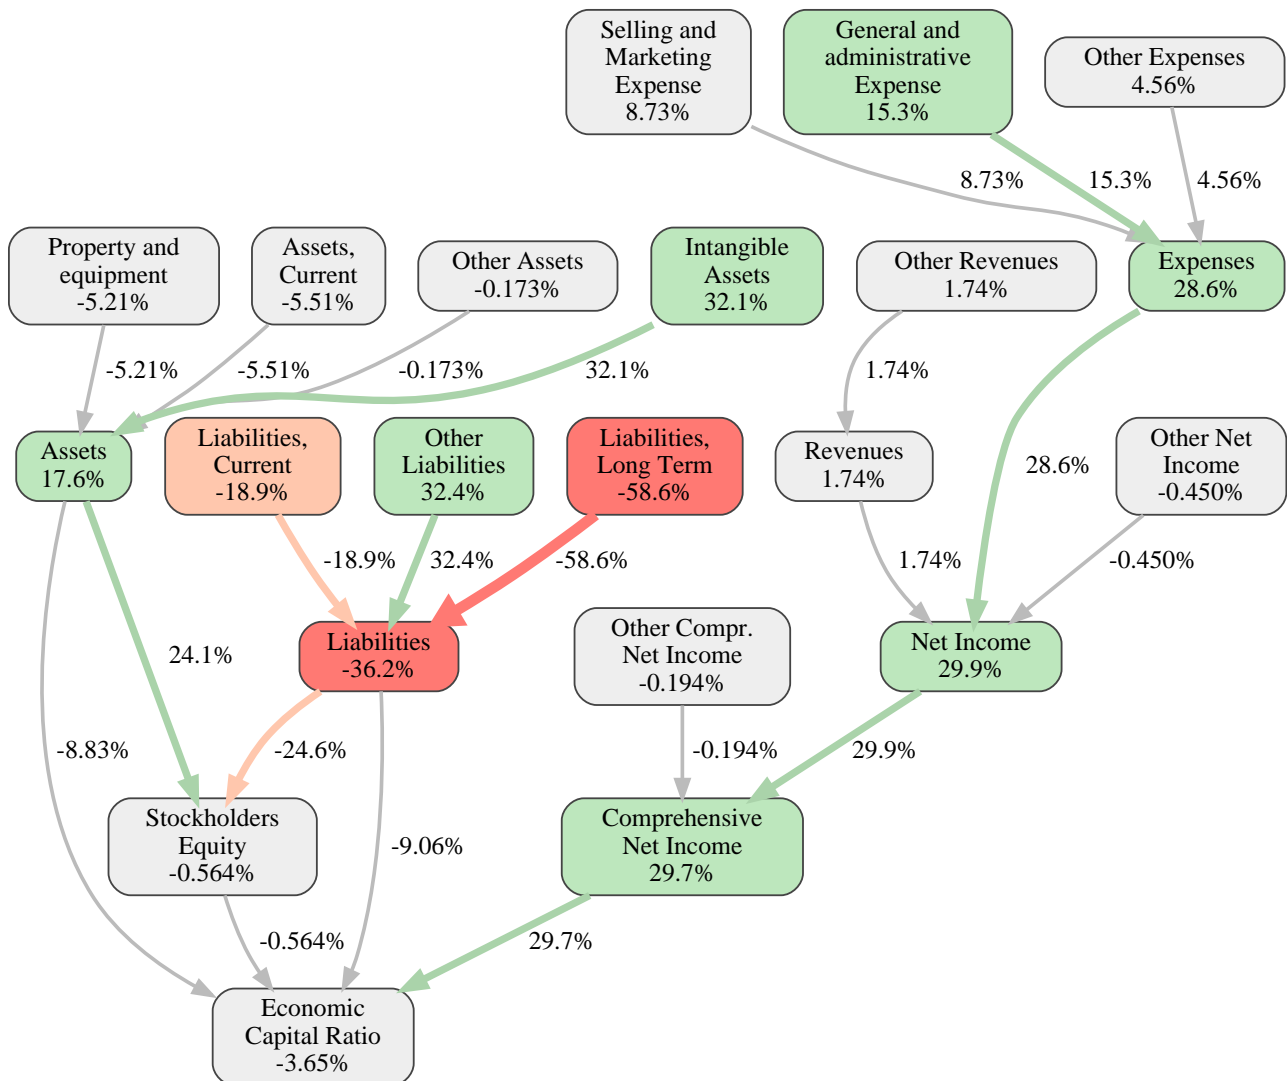 Selling and
Marketing
Expense
8.73%
General and
administrative
Expense
15.3%
Other Expenses
4.56%
8.73%
15.3%
4.56%
Property and
equipment
-5.21%
Assets,
Current
-5.51%
Other Assets
-0.173%
Intangible
Assets
32.1%
Other Revenues
1.74%
Expenses
28.6%
-5.21%
-5.51%
-0.173%
32.1%
1.74%
Assets
17.6%
Liabilities,
Current
-18.9%
Other
Liabilities
32.4%
Liabilities,
Long Term
-58.6%
Revenues
1.74%
28.6%
Other Net
Income
-0.450%
-18.9%
32.4%
-58.6%
1.74%
-0.450%
24.1%
Liabilities
-36.2%
Other Compr.
Net Income
-0.194%
Net Income
29.9%
-8.83%
-24.6%
-0.194%
29.9%
Stockholders
Equity
-0.564%
-9.06%
Comprehensive
Net Income
29.7%
-0.564%
29.7%
Economic
Capital Ratio
-3.65%